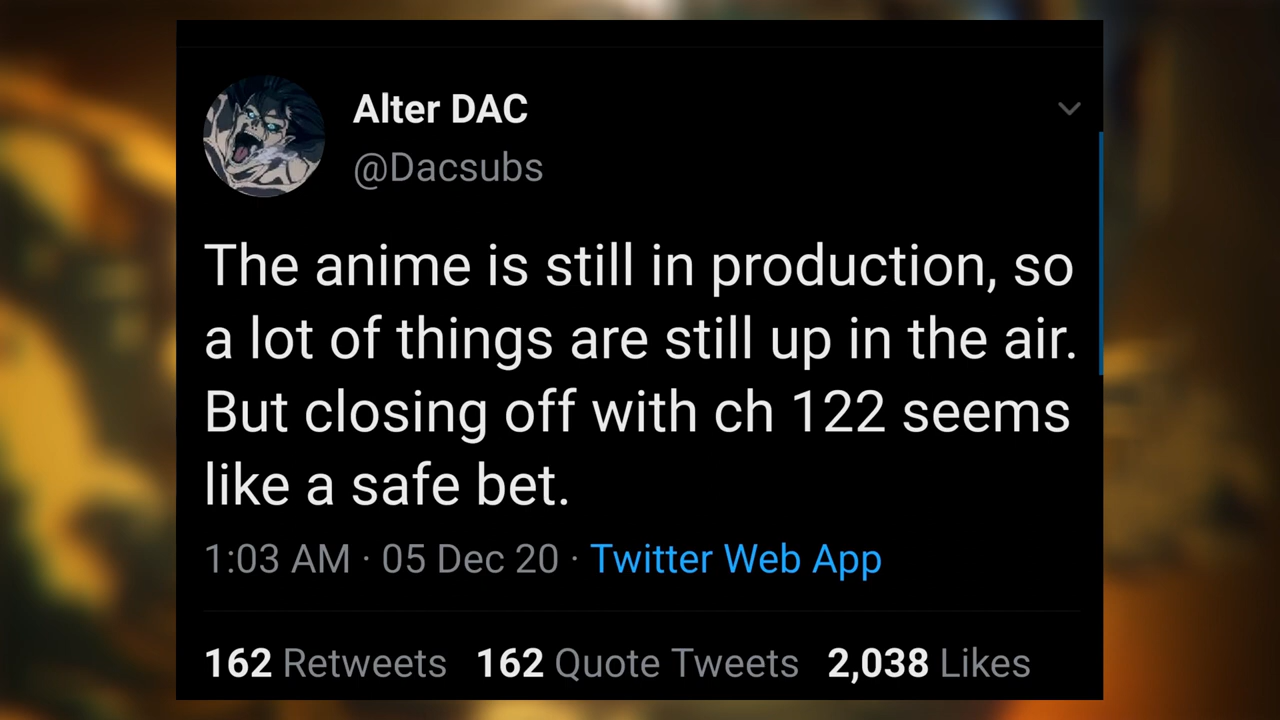 Alter DAC
@Dacsubs
The anime is still in production, so
a lot of things are still up in the air.
But closing off with ch 122 seems
like a safe bet.
1:03 AM · 05 Dec 20 · Twitter Web App
162 Retweets 162 Quote Tweets 2,038 Likes